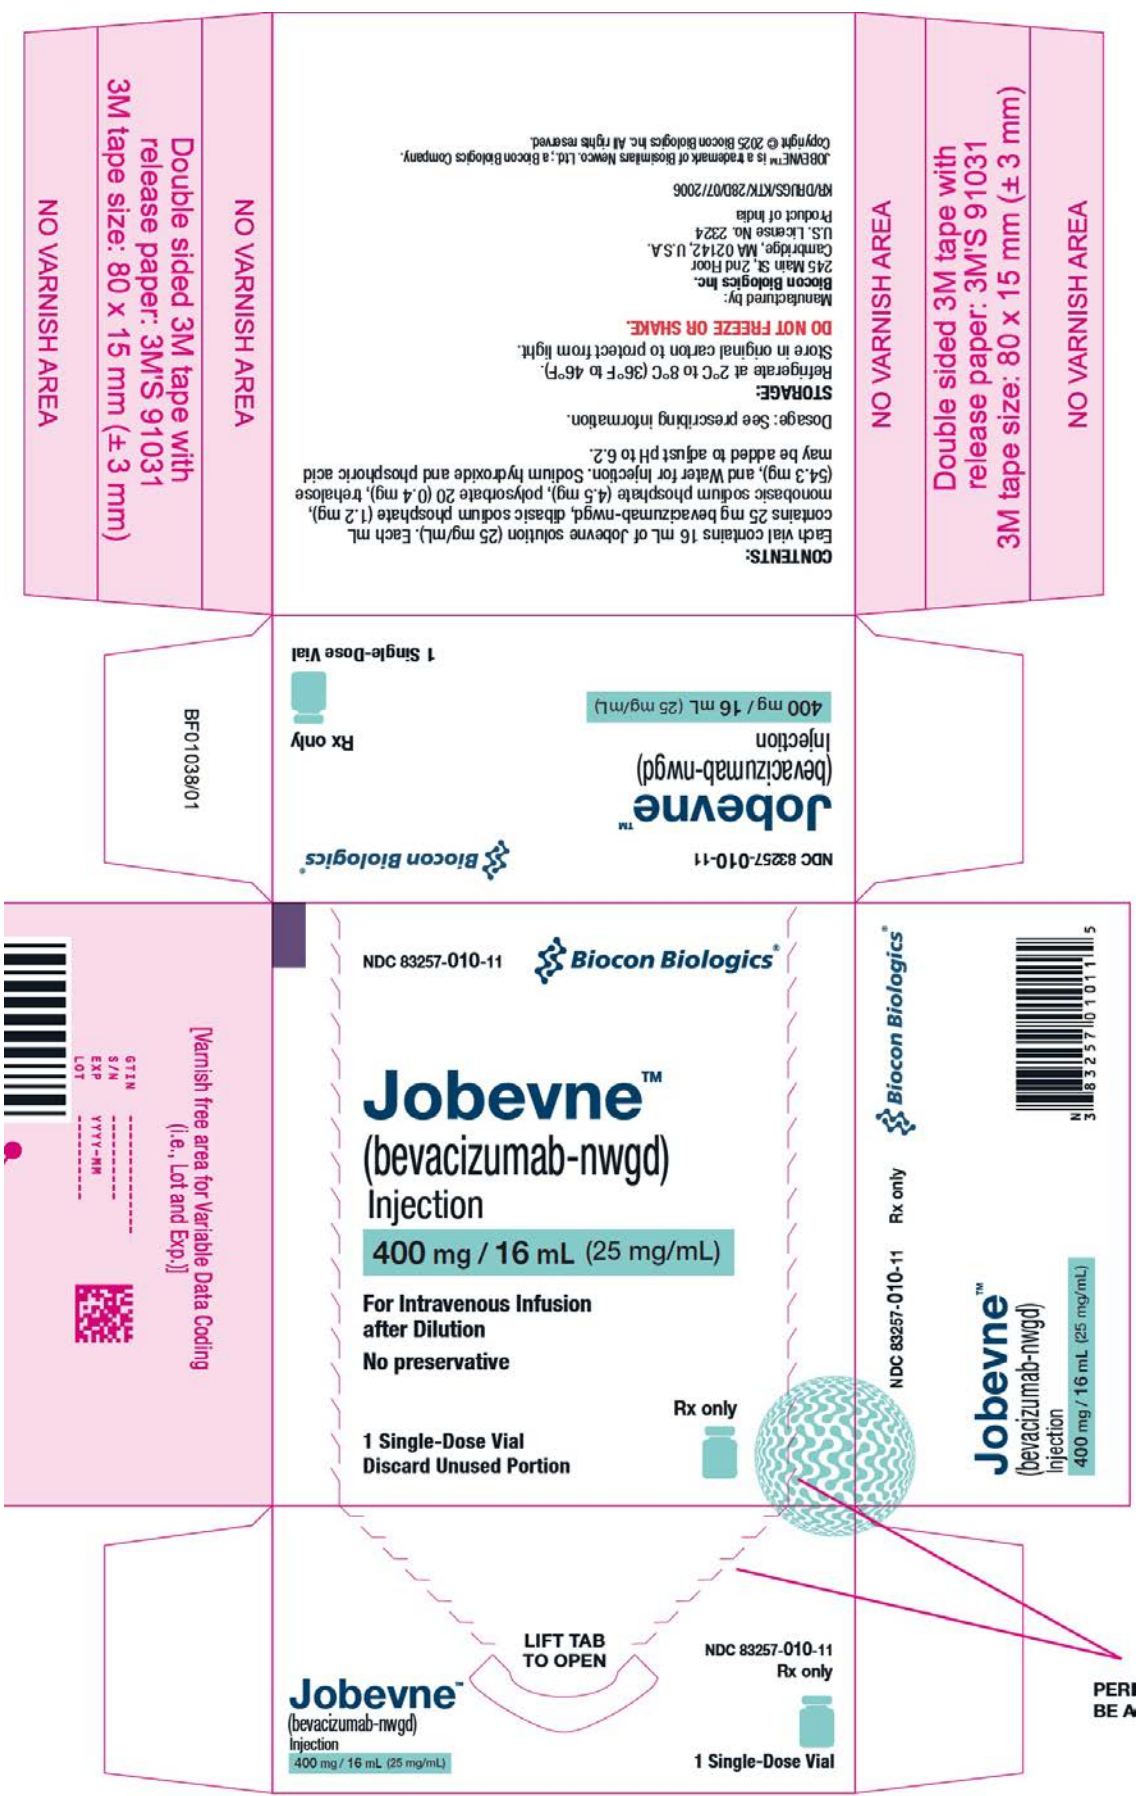 NO VARNISH AREA
Double sided 3M tape with
release paper: 3M'S 91031
3M tape size: 80 x 15 mm (± 3 mm)
NO VARNISH AREA
CONTENTS:
Each vial contains 16 mL of Jobevne solution (25 mg/mL). Each mL
contains 25 mg bevacizumab-nwgd, dibasic sodium phosphate (1.2 mg),
monobasic sodium phosphate (4.5 mg), polysorbate 20 (0.4 mg), trehalose
(54.3 mg), and Water for Injection. Sodium hydroxide and phosphoric acid
may be added to adjust pH to 6.2.
Dosage: See prescribing information.
STORAGE:
Refrigerate at 2°C to 8°C (36°F to 46°F).
Store in original carton to protect from light.
DO NOT FREEZE OR SHAKE.
Manufactured by:
Biocon Biologics Inc.
245 Main St, 2nd Floor
Cambridge, MA 02142, U.S.A.
U.S. License No. 2324
Product of India
KR/DRUGS/KTK/28D/07/2006
JOBEVNE™ is a trademark of Biosimilars Newco. Ltd.; a Biocon Biologics Company.
Copyright © 2025 Biocon Biologics Inc. All rights reserved.
NO VARNISH AREA
Double sided 3M tape with
release paper: 3M'S 91031
3M tape size: 80 x 15 mm (± 3 mm)
NO VARNISH AREA
BF01038/01
NDC 83257-010-11
Biocon Biologics®
Jobevne™
(bevacizumab-nwgd)
Injection
400 mg / 16 mL (25 mg/mL)
Rx only
1 Single-Dose Vial
[Varnish free area for Variable Data Coding
(i.e., Lot and Exp.)]
GTIN --------------
S/N ----------
EXP YYYY-MM
LOT ----------
NDC 83257-010-11
Biocon Biologics®
Jobevne™
(bevacizumab-nwgd)
Injection
400 mg / 16 mL (25 mg/mL)
For Intravenous Infusion
after Dilution
No preservative
Rx only
1 Single-Dose Vial
Discard Unused Portion
Biocon Biologics®
N
3 83257 01011 5
NDC 83257-010-11 Rx only
Jobevne™
(bevacizumab-nwgd)
Injection
400 mg / 16 mL (25 mg/mL)
LIFT TAB
TO OPEN
NDC 83257-010-11
Rx only
Jobevne™
(bevacizumab-nwgd)
Injection
400 mg / 16 mL (25 mg/mL)
1 Single-Dose Vial
BE A